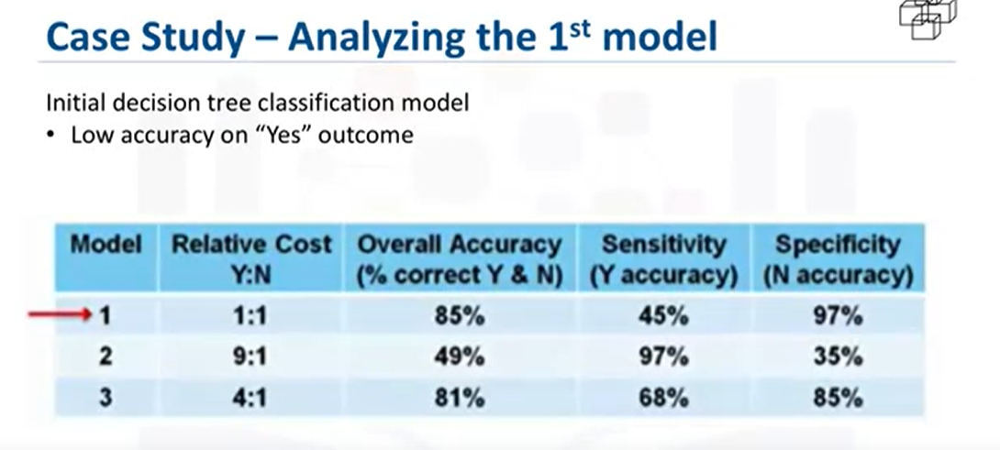 Case Study – Analyzing the 1st model
Initial decision tree classification model
• Low accuracy on “Yes” outcome
Model Relative Cost Overall Accuracy Sensitivity Specificity
Y:N (% correct Y & N) (Y accuracy) (N accuracy)
1 1:1 85% 45% 97%
2 9:1 49% 97% 35%
3 4:1 81% 68% 85%